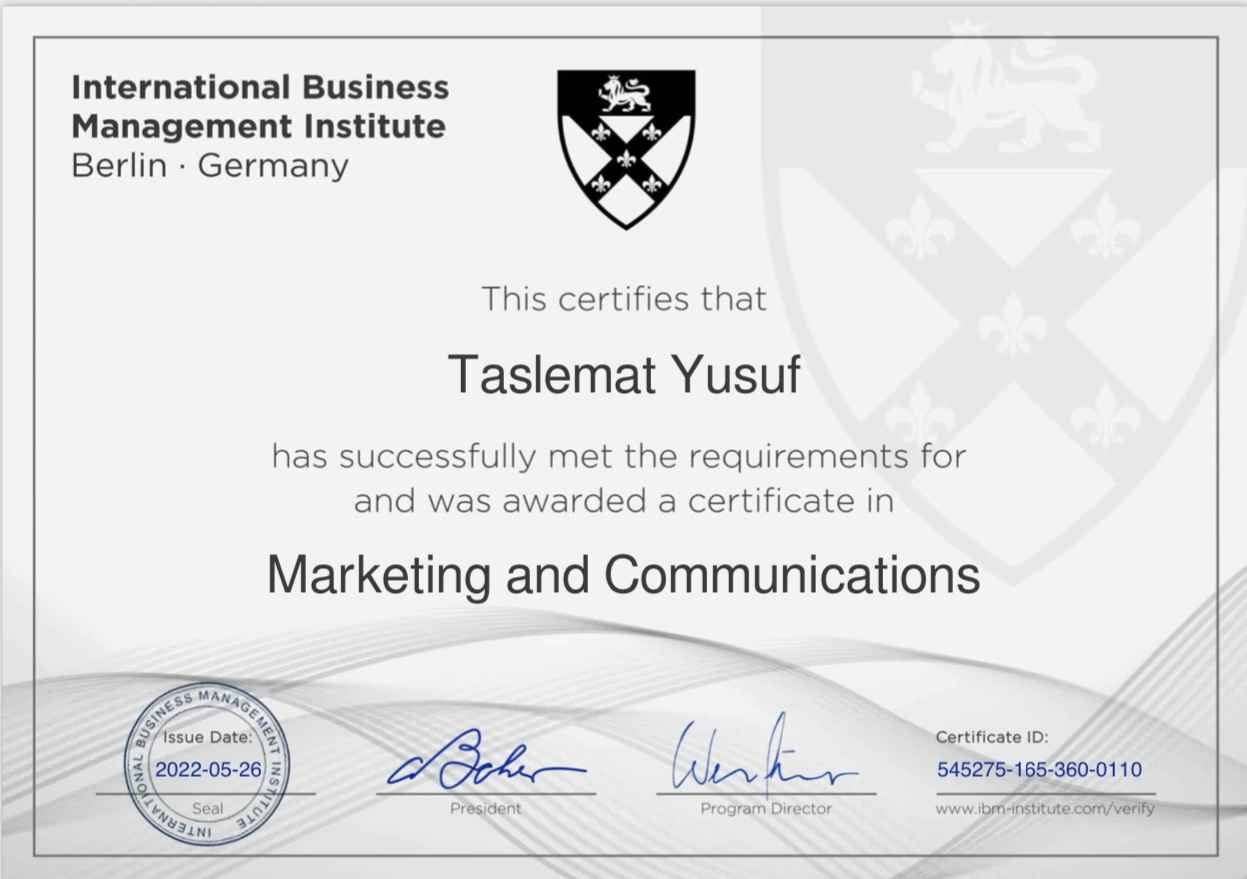 International Business
Management Institute
Berlin · Germany
This certifies that
Taslemat Yusuf
has successfully met the requirements for
and was awarded a certificate in
Marketing and Communications
INTERNATIONAL BUSINESS MANAGEMENT INSTITUTE
Issue Date:
2022-05-26
Seal
President
Program Director
Certificate ID:
545275-165-360-0110
www.ibm-institute.com/verify